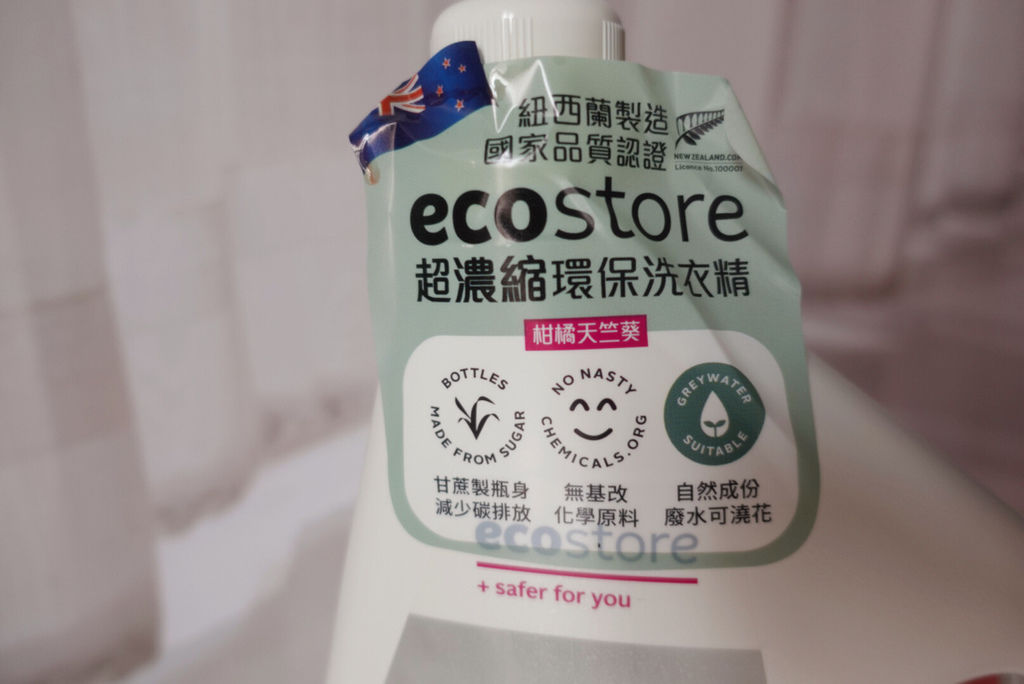 紐西蘭製造
國家品質認證
NEW ZEALAND.CO
Licence No.100001
ecostore
超濃縮環保洗衣精
柑橘天竺葵
BOTTLES MADE FROM SUGAR
NO NASTY CHEMICALS.ORG
GREYWATER SUITABLE
甘蔗製瓶身
減少碳排放
無基改
化學原料
自然成份
廢水可澆花
ecostore
+ safer for you